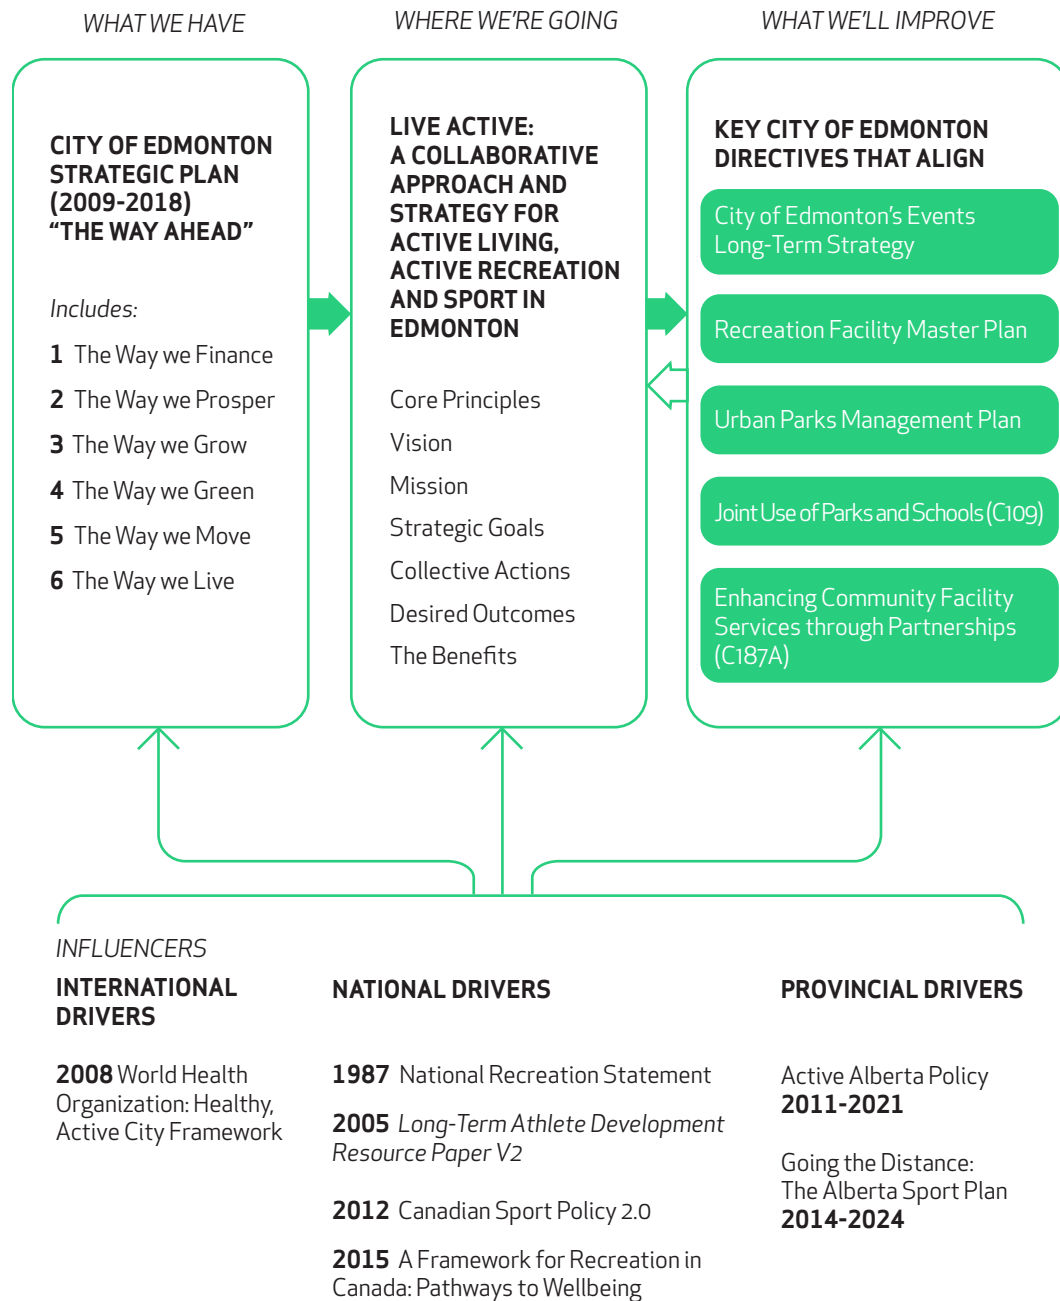 WHAT WE HAVE
WHERE WE'RE GOING
WHAT WE'LL IMPROVE
CITY OF EDMONTON
STRATEGIC PLAN
(2009-2018)
“THE WAY AHEAD”
Includes:
1 The Way we Finance
2 The Way we Prosper
3 The Way we Grow
4 The Way we Green
5 The Way we Move
6 The Way we Live
LIVE ACTIVE:
A COLLABORATIVE
APPROACH AND
STRATEGY FOR
ACTIVE LIVING,
ACTIVE RECREATION
AND SPORT IN
EDMONTON
Core Principles
Vision
Mission
Strategic Goals
Collective Actions
Desired Outcomes
The Benefits
KEY CITY OF EDMONTON
DIRECTIVES THAT ALIGN
City of Edmonton's Events
Long-Term Strategy
Recreation Facility Master Plan
Urban Parks Management Plan
Joint Use of Parks and Schools (C109)
Enhancing Community Facility
Services through Partnerships
(C187A)
INFLUENCERS
INTERNATIONAL
DRIVERS
2008 World Health
Organization: Healthy,
Active City Framework
NATIONAL DRIVERS
1987 National Recreation Statement
2005 Long-Term Athlete Development
Resource Paper V2
2012 Canadian Sport Policy 2.0
2015 A Framework for Recreation in
Canada: Pathways to Wellbeing
PROVINCIAL DRIVERS
Active Alberta Policy
2011-2021
Going the Distance:
The Alberta Sport Plan
2014-2024